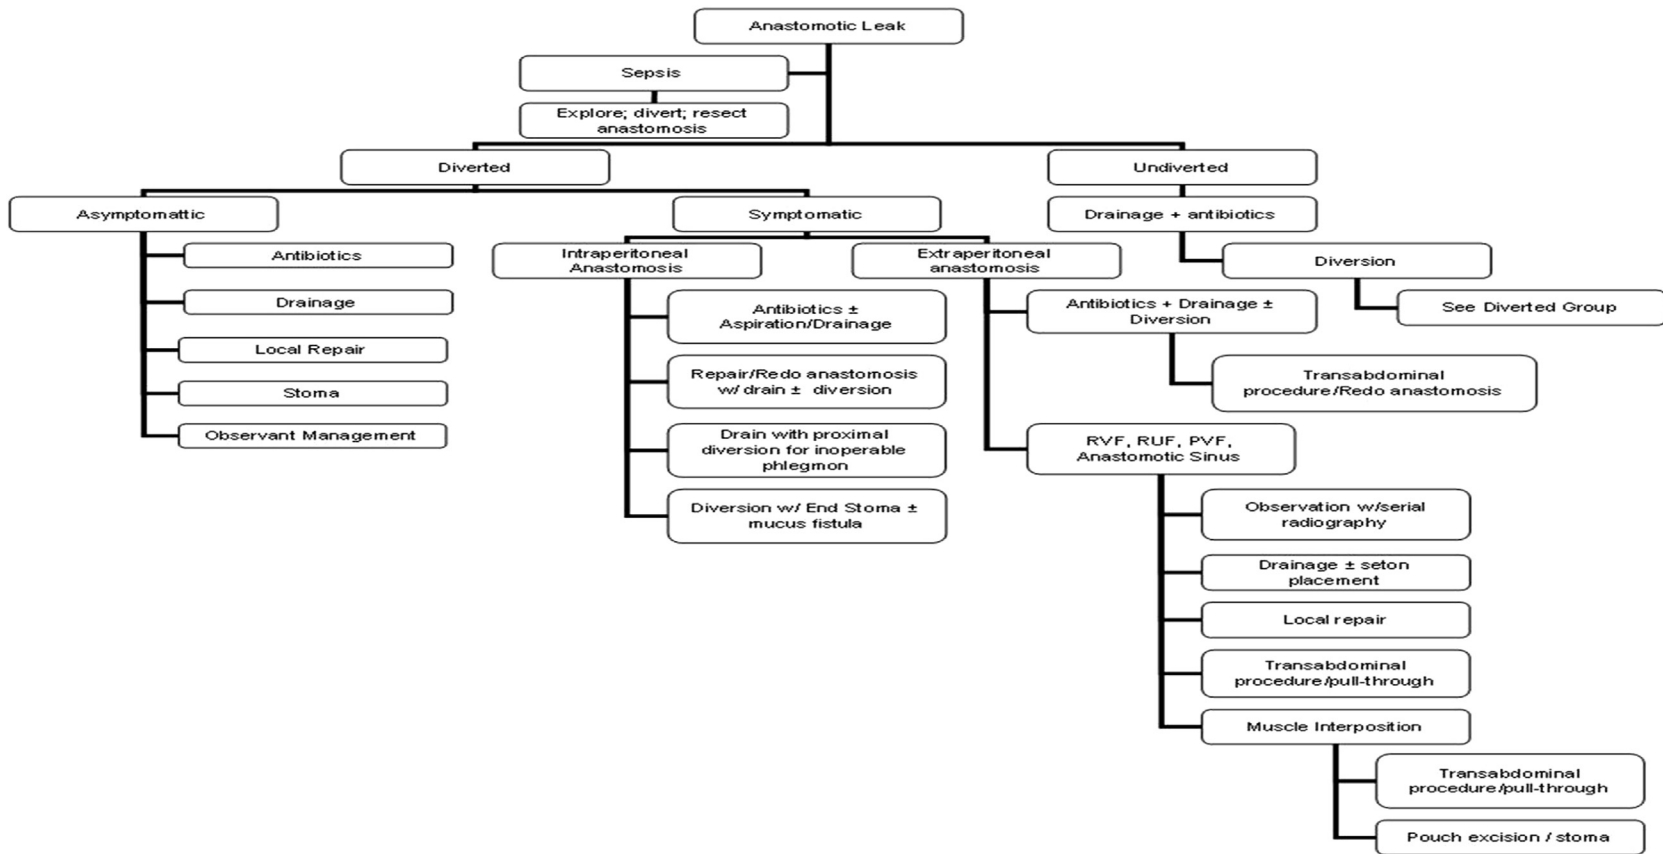 Anastomotic Leak
Sepsis
Explore; divert; resect
anastomosis
Diverted
Undiverted
Asymptomattic
Symptomatic
Drainage + antibiotics
Antibiotics
Intraperitoneal
Anastomosis
Extraperitoneal
anastomosis
Diversion
Drainage
Antibiotics ±
Aspiration/Drainage
Antibiotics + Drainage ±
Diversion
See Diverted Group
Local Repair
Repair/Redo anastomosis
w/ drain ± diversion
Transabdominal
procedure/Redo anastomosis
Stoma
Observant Management
Drain with proximal
diversion for inoperable
phlegmon
RVF, RUF, PVF,
Anastomotic Sinus
Diversion w/ End Stoma ±
mucus fistula
Observation w/serial
radiography
Drainage ± seton
placement
Local repair
Transabdominal
procedure/pull-through
Muscle Interposition
Transabdominal
procedure/pull-through
Pouch excision / stoma